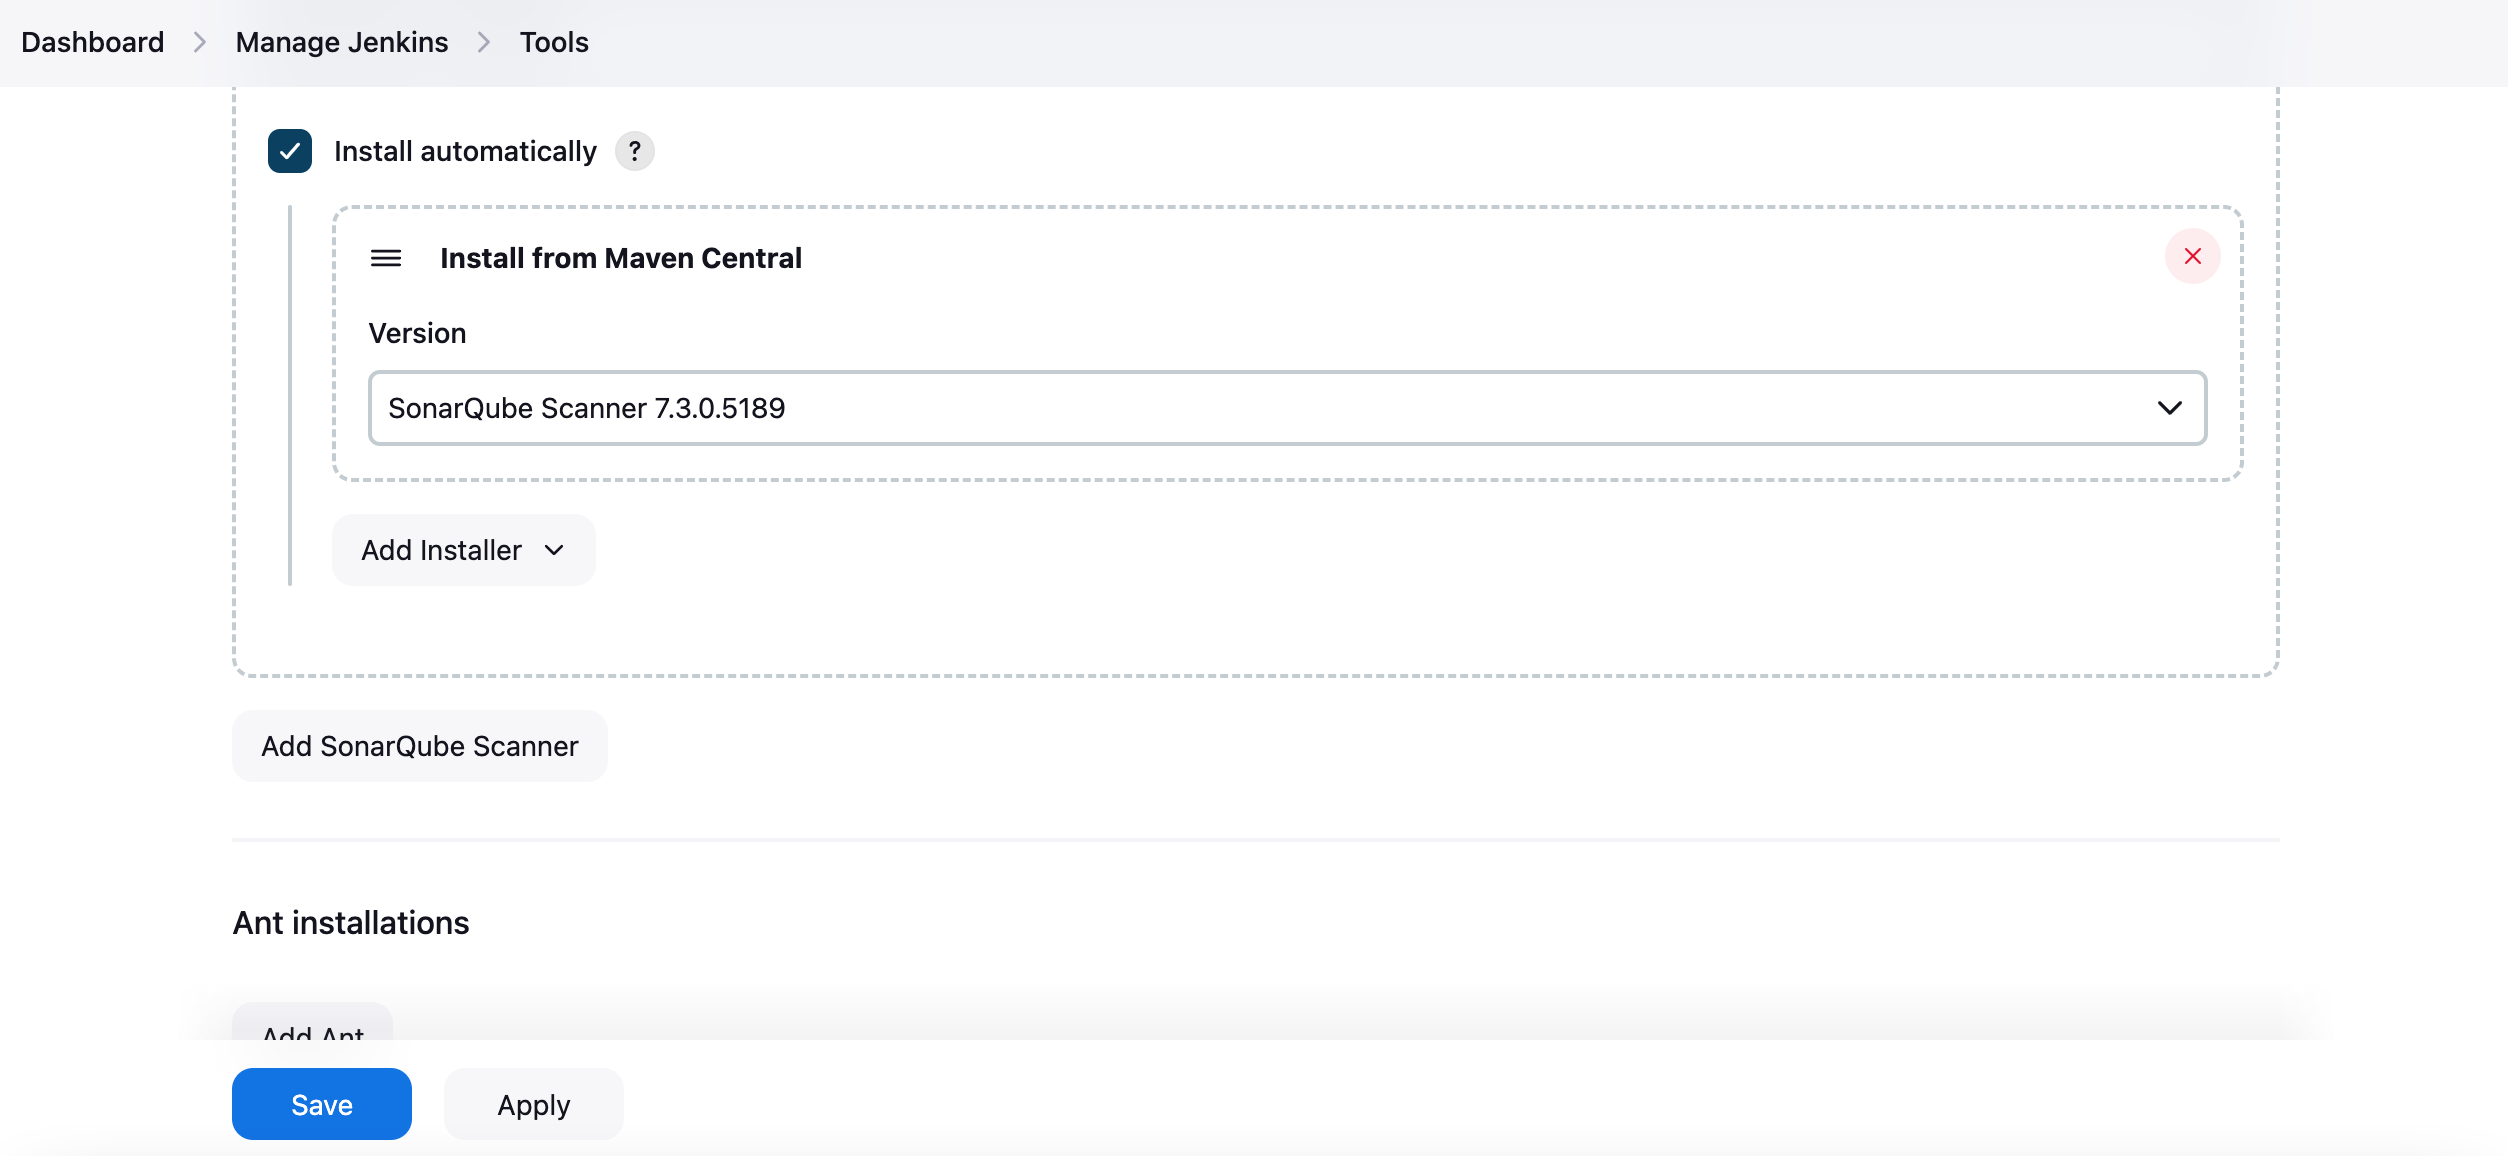 Dashboard > Manage Jenkins > Tools
Install automatically ?
Install from Maven Central
Version
SonarQube Scanner 7.3.0.5189
Add Installer
Add SonarQube Scanner
Ant installations
Add Ant
Save Apply